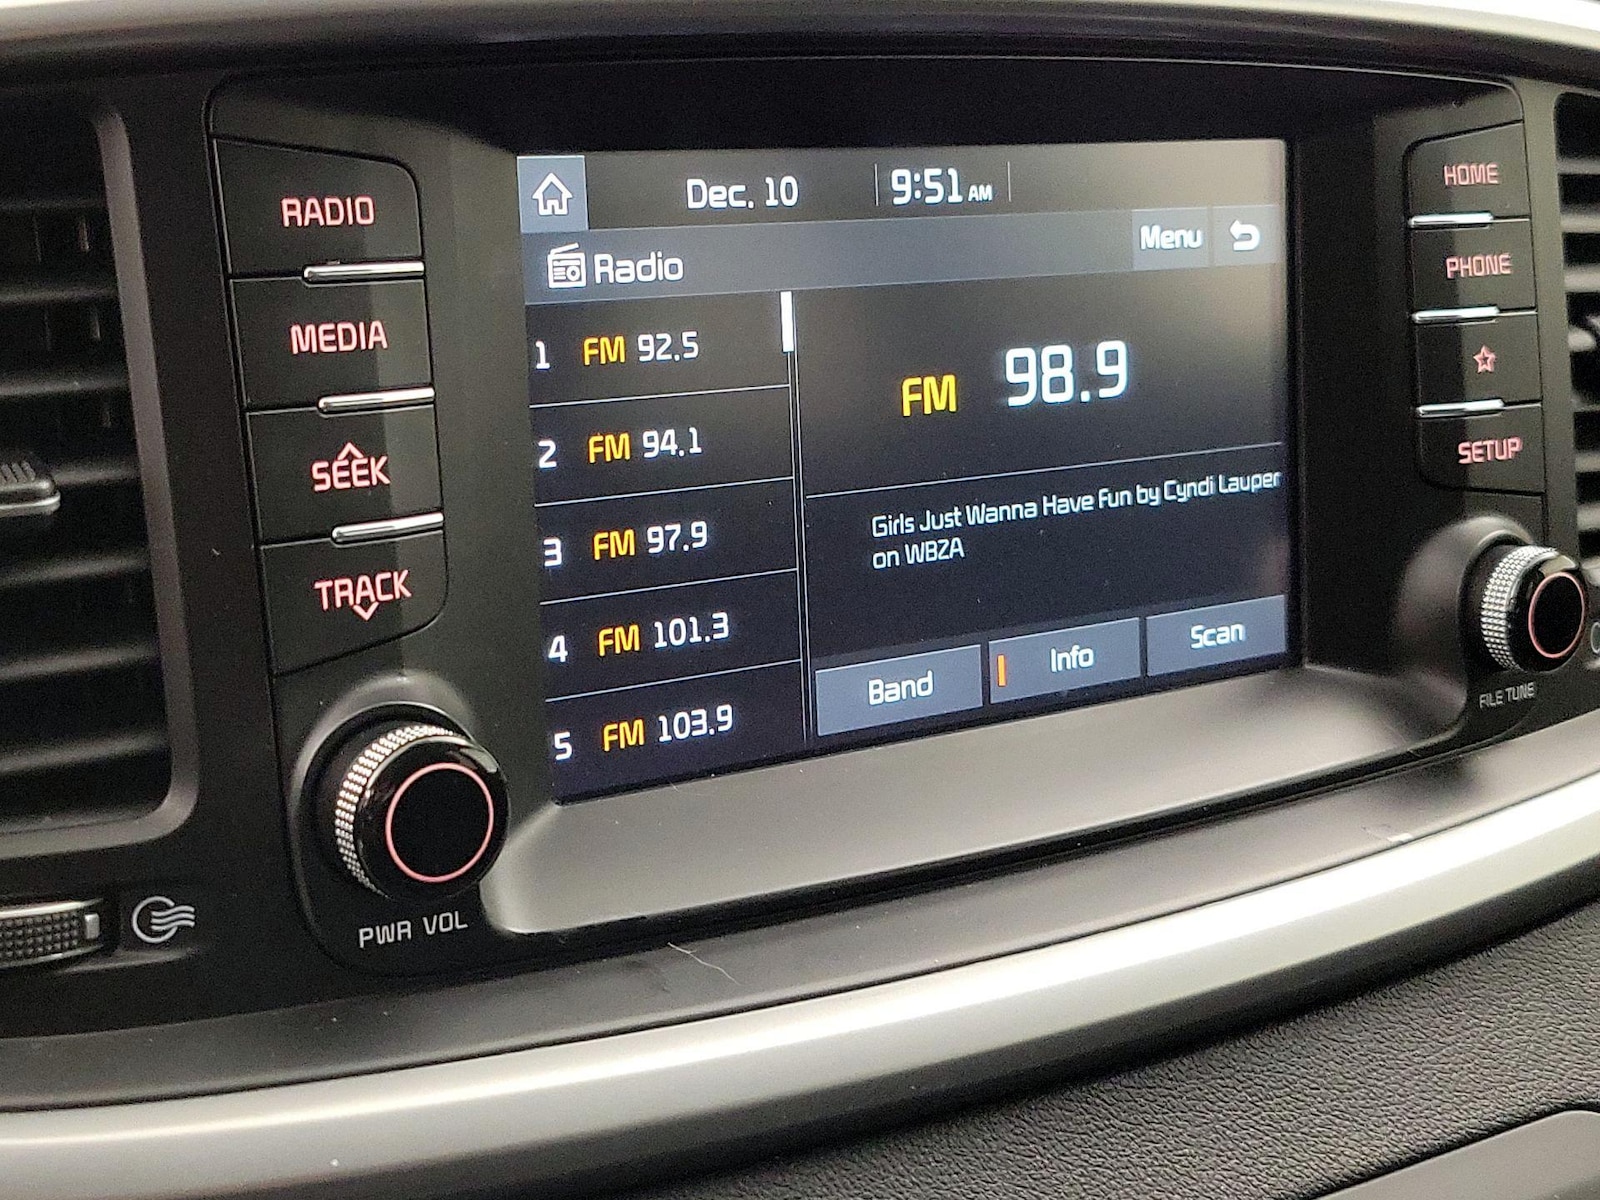 RADIO
MEDIA
SEEK
TRACK
PWR VOL
Dec. 10 9:51 AM
Radio
Menu
1 FM 92.5
2 FM 94.1
3 FM 97.9
4 FM 101.3
5 FM 103.9
FM 98.9
Girls Just Wanna Have Fun by Cyndi Lauper
on WBZA
Band
Info
Scan
HOME
PHONE
SETUP
FILE TUNE